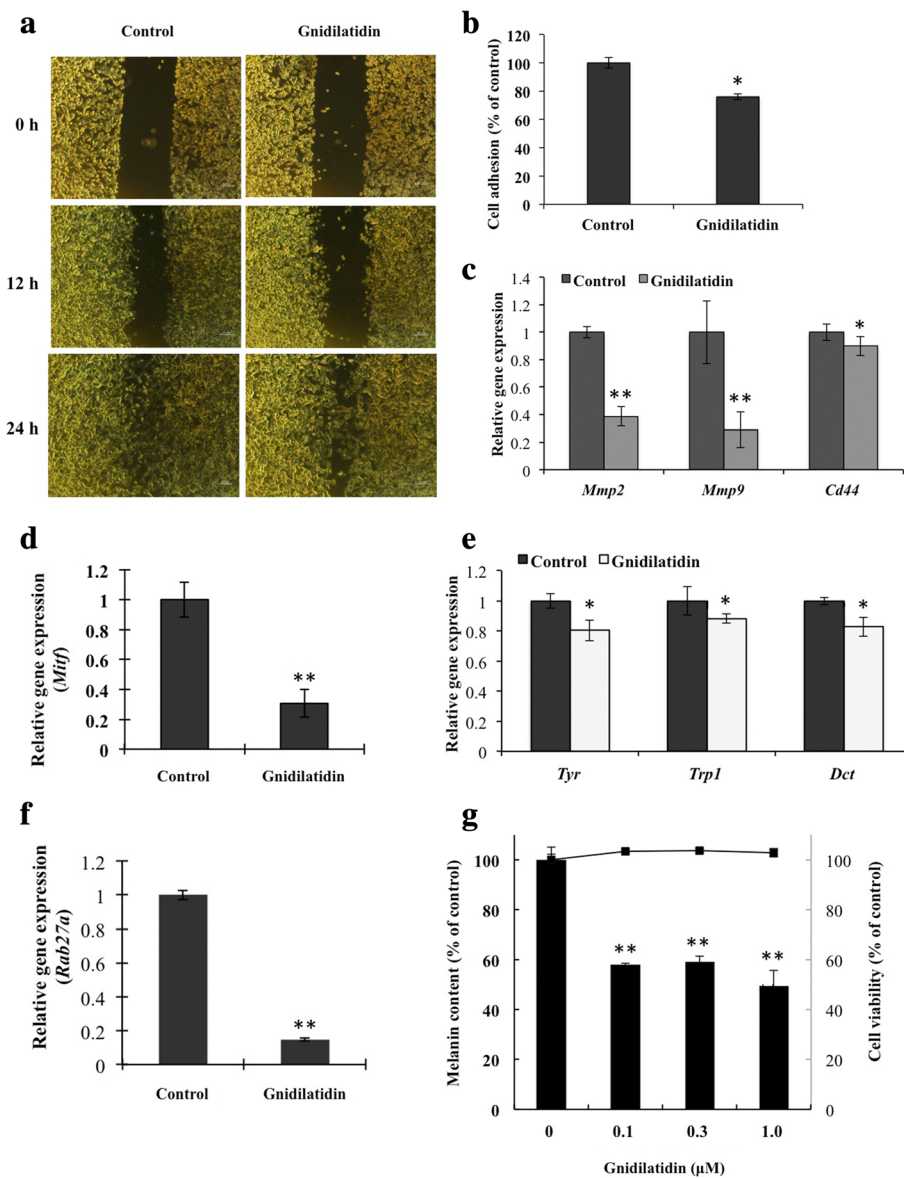 a
Control
Gnidilatidin
0 h
12 h
24 h
b
Cell adhesion (% of control)
120
100
80
60
40
20
0
*
Control
Gnidilatidin
c
Control
Gnidilatidin
Relative gene expression
1.4
1.2
1
0.8
0.6
0.4
0.2
0
**
**
*
Mmp2
Mmp9
Cd44
d
Relative gene expression
(Mitf)
1.2
1
0.8
0.6
0.4
0.2
0
**
Control
Gnidilatidin
e
Control
Gnidilatidin
Relative gene expression
1.2
1
0.8
0.6
0.4
0.2
0
*
*
*
Tyr
Trp1
Dct
f
Relative gene expression
(Rab27a)
1.2
1
0.8
0.6
0.4
0.2
0
**
Control
Gnidilatidin
g
Melanin content (% of control)
100
80
60
40
20
0
**
**
**
100
80
60
40
20
0
Cell viability (% of control)
0
0.1
0.3
1.0
Gnidilatidin (μM)